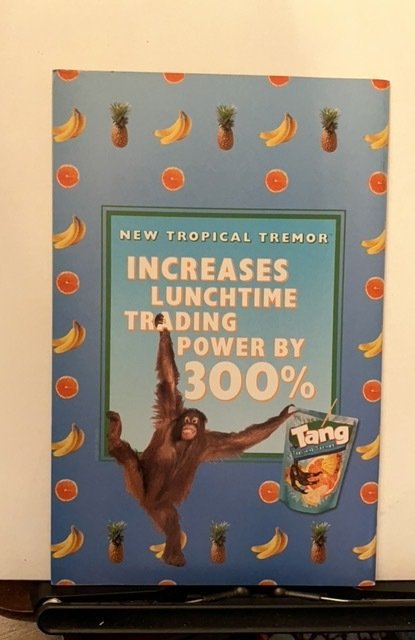 NEW TROPICAL TREMOR
INCREASES
LUNCHTIME
TRADING
POWER BY
300%
Tang